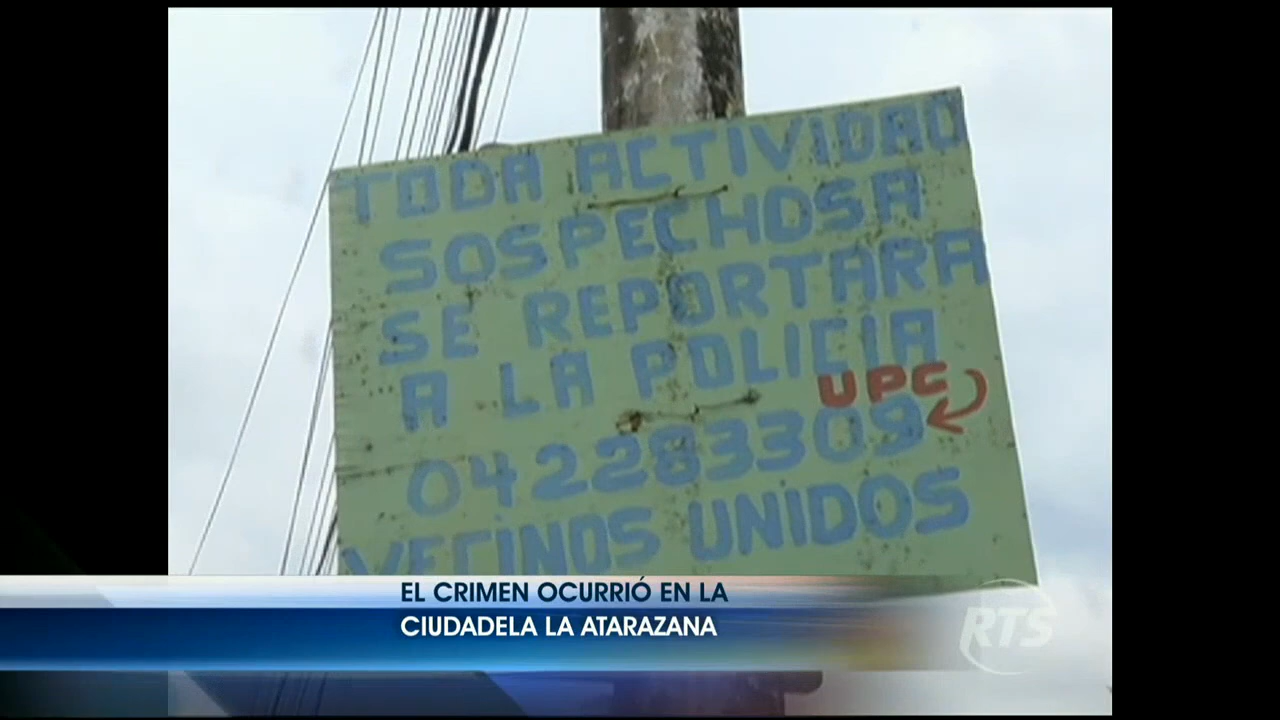 TODA ACTIVIDAD
SOSPECHOSA
SE REPORTARA
A LA POLICIA
UPC
042283309
VECINOS UNIDOS
EL CRIMEN OCURRIÓ EN LA
CIUDADELA LA ATARAZANA
RTS